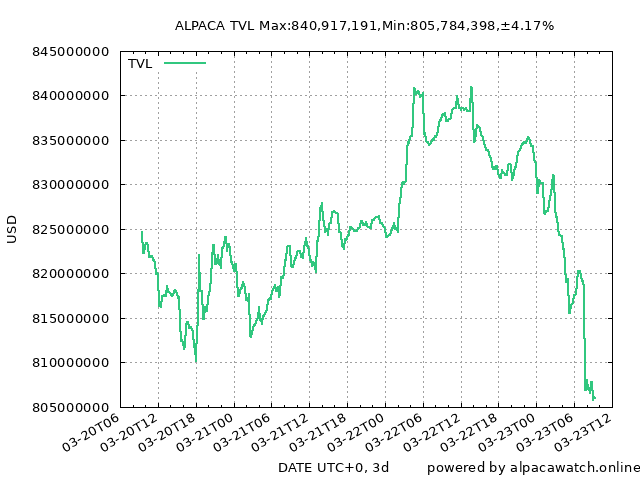 ALPACA TVL Max:840,917,191,Min:805,784,398,±4.17%
845000000
TVL
840000000
835000000
830000000
825000000
USD
820000000
815000000
810000000
805000000
03-20T06
03-20T12
03-20T18
03-21T00
03-21T06
03-21T12
03-21T18
03-22T00
03-22T06
03-22T12
03-22T18
03-23T00
03-23T06
03-23T12
DATE UTC+0, 3d
powered by alpacawatch.online